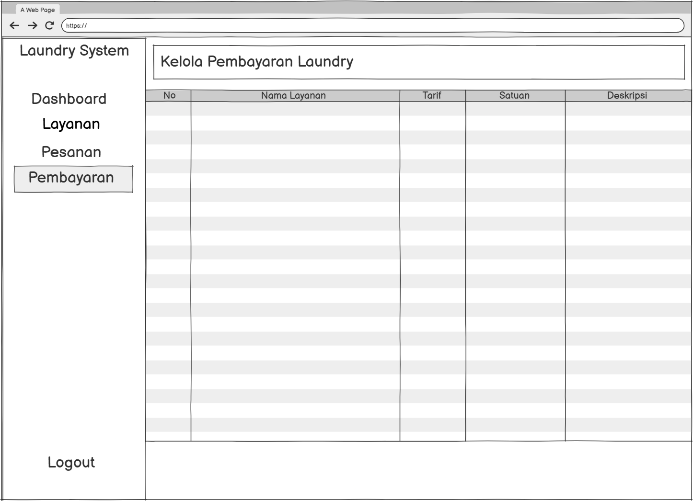 A Web Page
https://
Laundry System
Dashboard
Layanan
Pesanan
Pembayaran
Logout
Kelola Pembayaran Laundry
No Nama Layanan Tarif Satuan Deskripsi